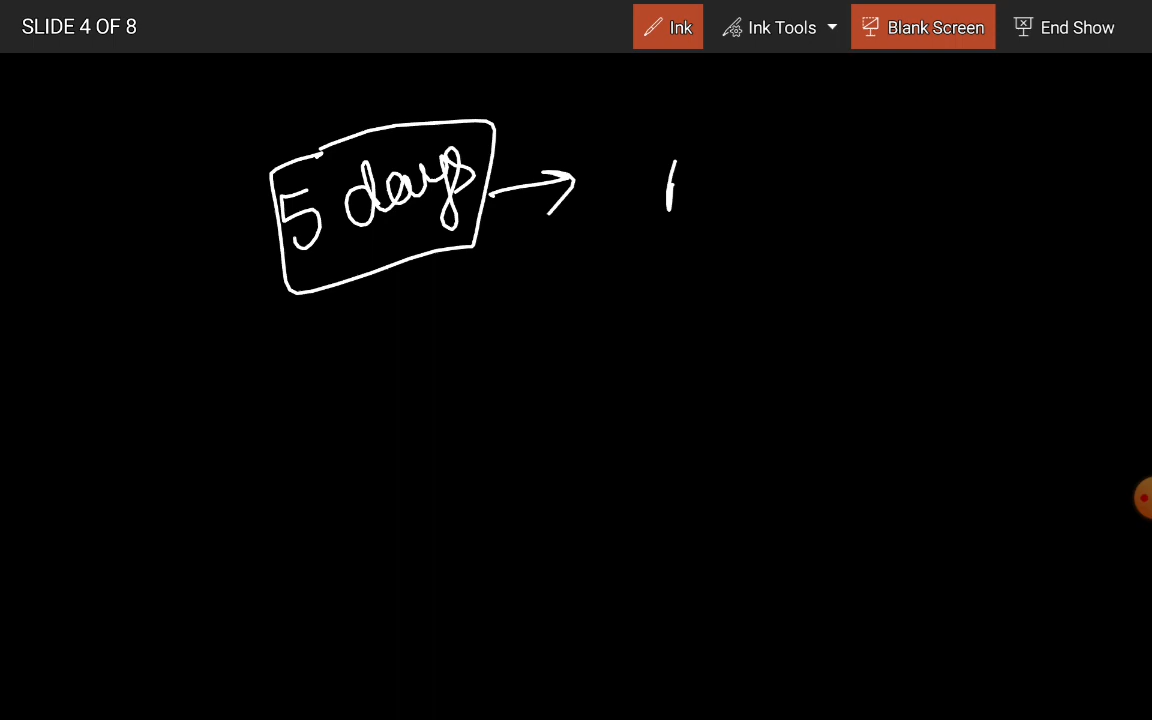 SLIDE 4 OF 8 Ink Ink Tools Blank Screen End Show
5 days →